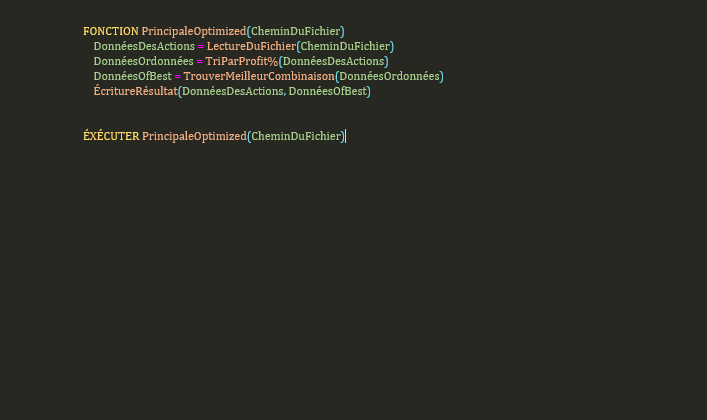 FONCTION PrincipaleOptimized(CheminDuFichier)
DonnéesDesActions = LectureDuFichier(CheminDuFichier)
DonnéesOrdonnées = TriParProfit%(DonnéesDesActions)
DonnéesOfBest = TrouverMeilleurCombinaison(DonnéesOrdonnées)
ÉcritureRésultat(DonnéesDesActions, DonnéesOfBest)
ÉXÉCUTER PrincipaleOptimized(CheminDuFichier)